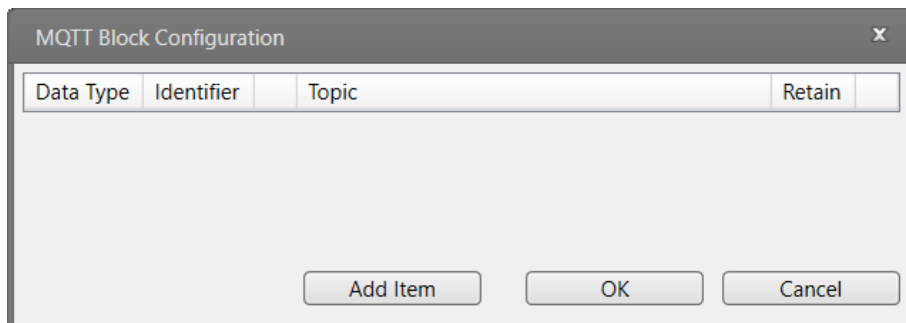 MQTT Block Configuration x
Data Type Identifier Topic Retain
Add Item OK Cancel